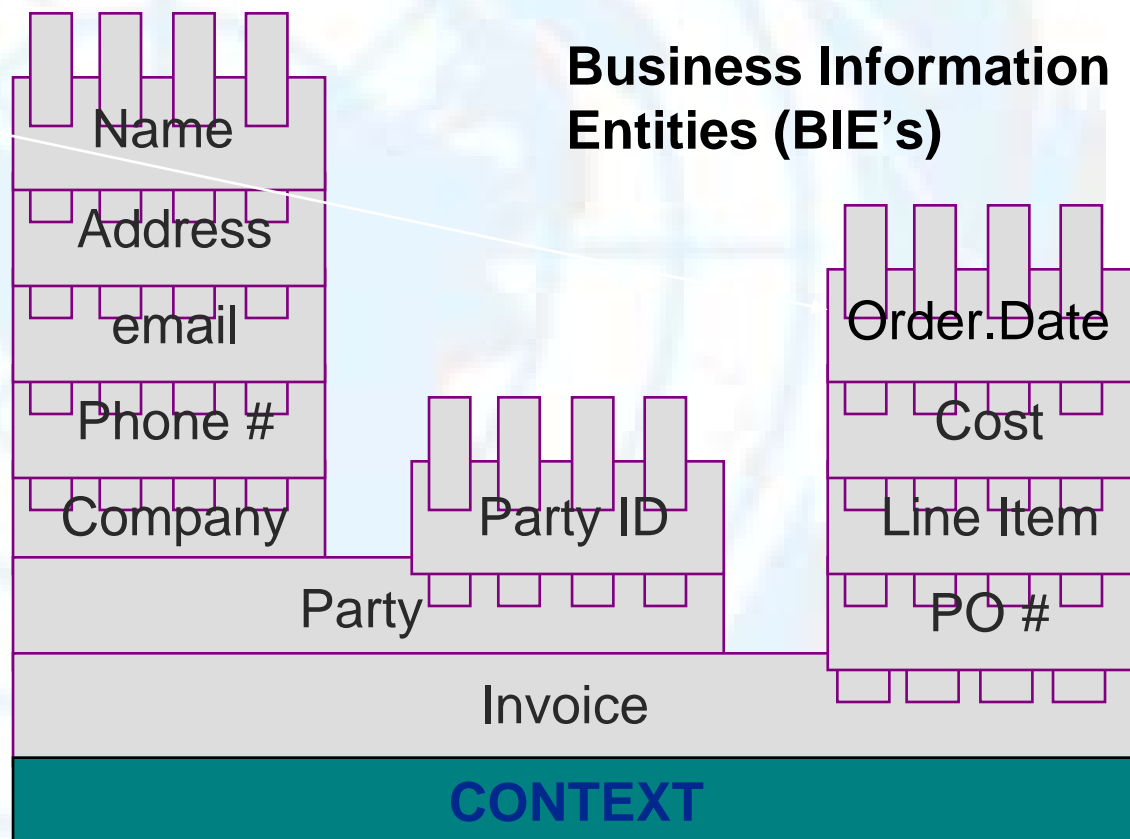 Business Information
Entities (BIE’s)
Name
Address
email
Phone #
Company
Party ID
Party
Order.Date
Cost
Line Item
PO #
Invoice
CONTEXT